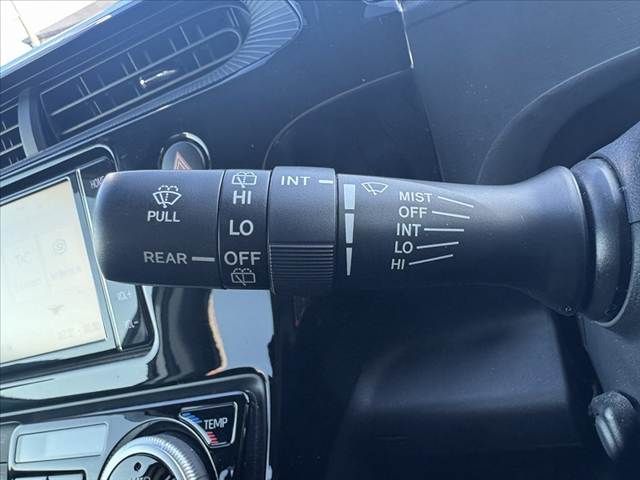 PULL
REAR
HI
LO
OFF
INT
MIST
OFF
INT
LO
HI
TEMP